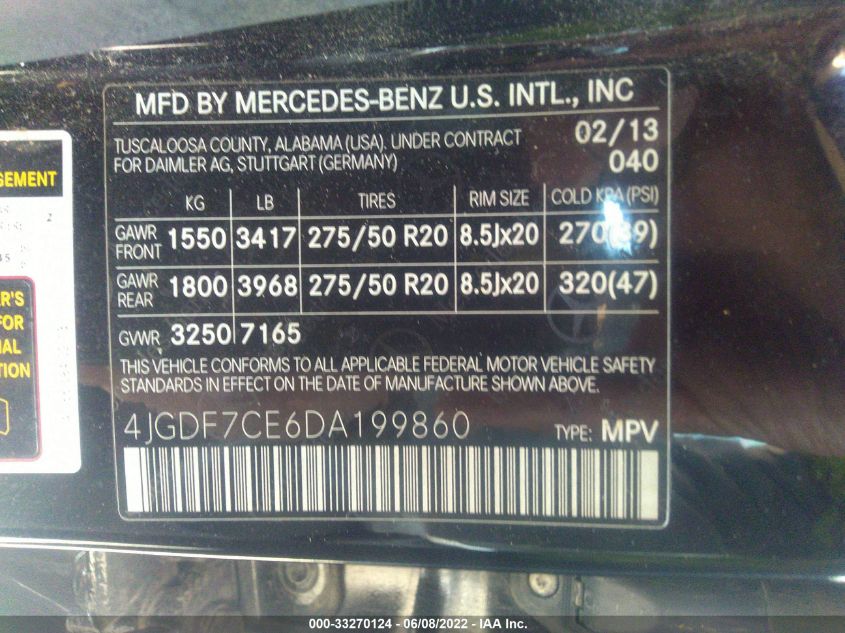 MFD BY MERCEDES-BENZ U.S. INTL., INC
TUSCALOOSA COUNTY, ALABAMA (USA). UNDER CONTRACT 02/13
FOR DAIMLER AG, STUTTGART (GERMANY) 040
KG LB TIRES RIM SIZE COLD KPA (PSI)
GAWR FRONT 1550 3417 275/50 R20 8.5Jx20 270(39)
GAWR REAR 1800 3968 275/50 R20 8.5Jx20 320(47)
GVWR 3250 7165
THIS VEHICLE CONFORMS TO ALL APPLICABLE FEDERAL MOTOR VEHICLE SAFETY
STANDARDS IN EFFECT ON THE DATE OF MANUFACTURE SHOWN ABOVE.
4JGDF7CE6DA199860 TYPE: MPV
GEMENT
ER'S
FOR
IAL
TION
000-33270124 - 06/08/2022 - IAA Inc.